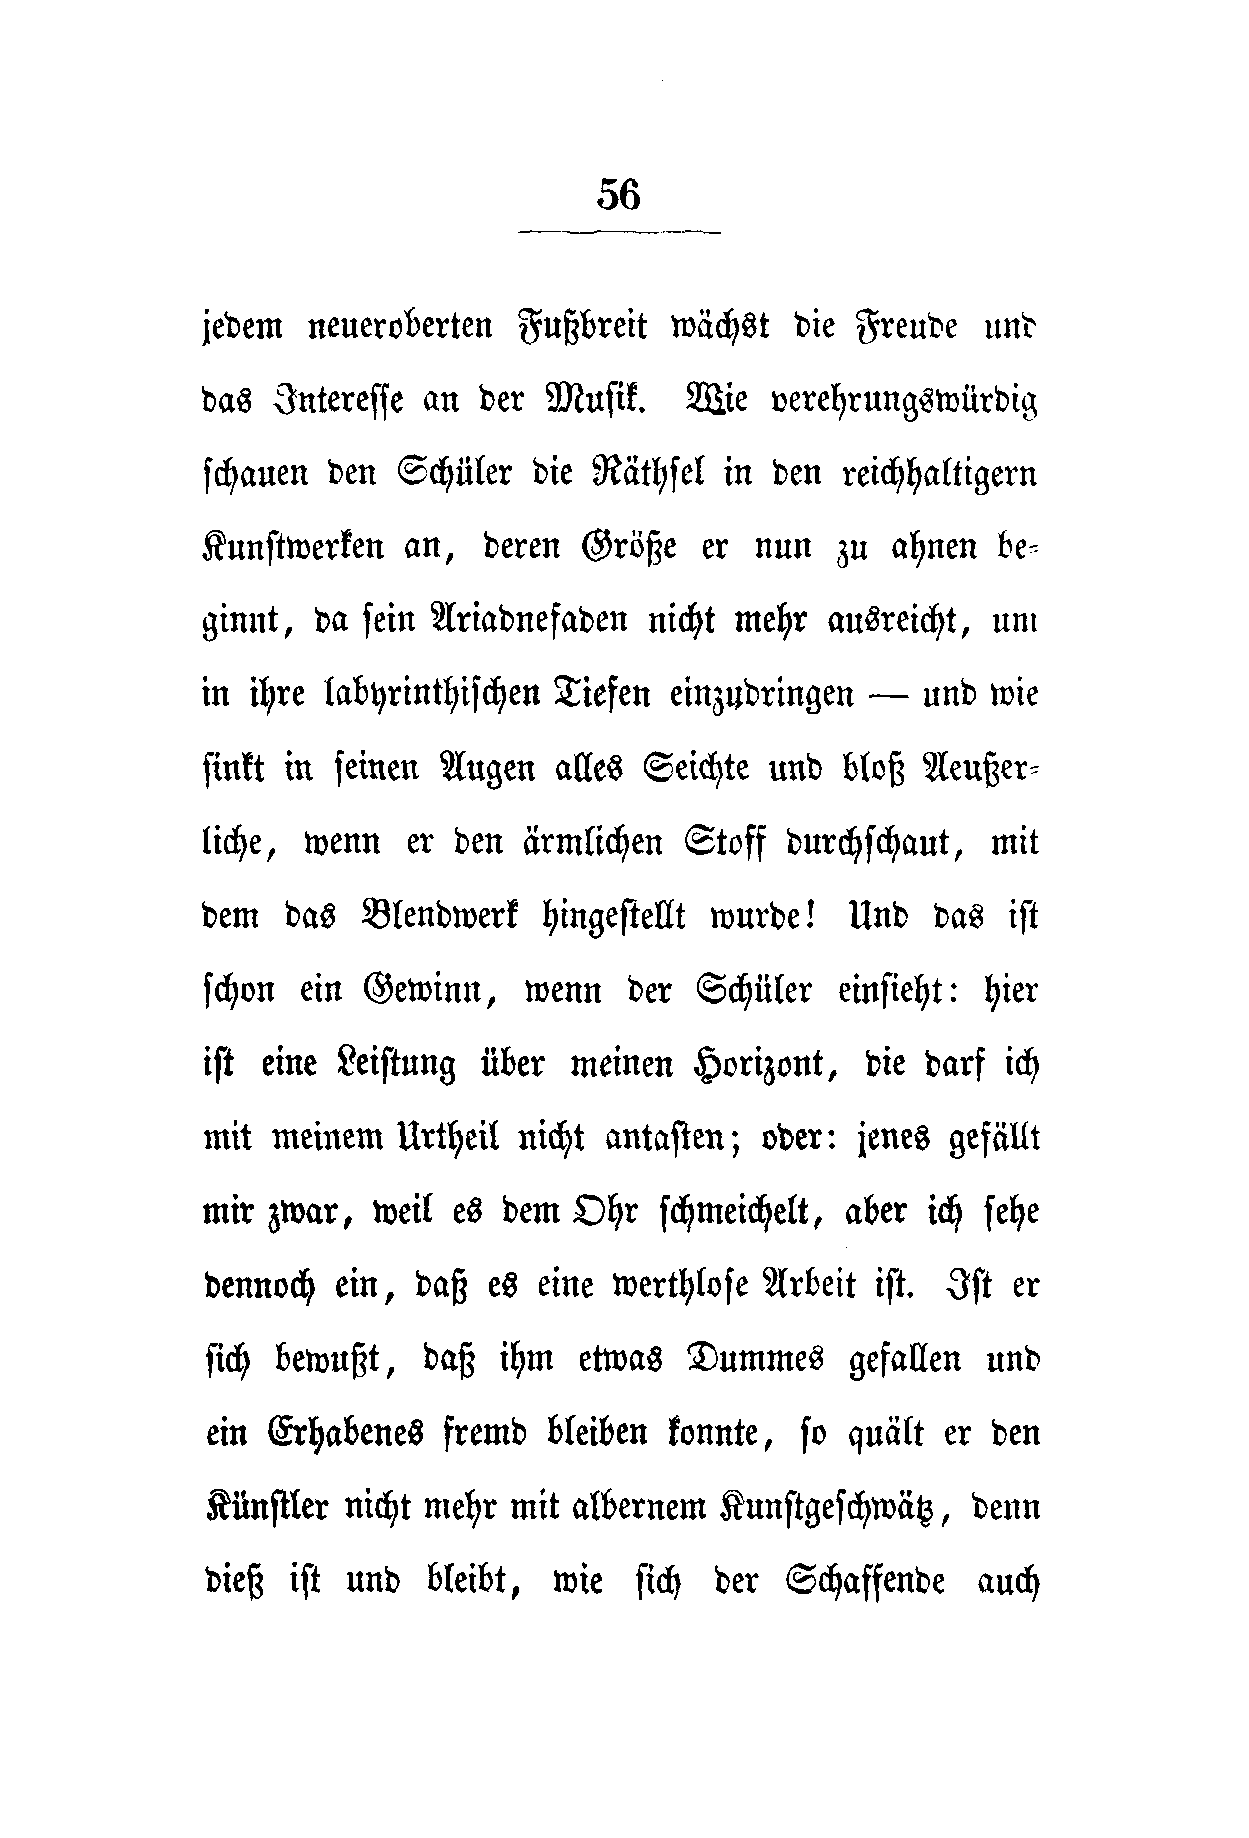 56
jedem neueroberten Fußbreit wächst die Freude und
das Intereſſe an der Muſik. Wie verehrungswürdig
ſchauen den Schüler die Räthſel in den reichhaltigern
Kunſtwerken an, deren Größe er nun zu ahnen be-
ginnt, da ſein Ariadnefaden nicht mehr ausreicht, um
in ihre labyrinthiſchen Tiefen einzudringen — und wie
ſinkt in ſeinen Augen alles Seichte und bloß Aeußer-
liche, wenn er den ärmlichen Stoff durchſchaut, mit
dem das Blendwerk hingeſtellt wurde! Und das iſt
ſchon ein Gewinn, wenn der Schüler einſieht: hier
iſt eine Leiſtung über meinen Horizont, die darf ich
mit meinem Urtheil nicht antaſten; oder: jenes gefällt
mir zwar, weil es dem Ohr ſchmeichelt, aber ich ſehe
dennoch ein, daß es eine werthloſe Arbeit iſt. Iſt er
ſich bewußt, daß ihm etwas Dummes gefallen und
ein Erhabenes fremd bleiben konnte, ſo quält er den
Künſtler nicht mehr mit albernem Kunſtgeſchwätz, denn
dieß iſt und bleibt, wie ſich der Schaffende auch